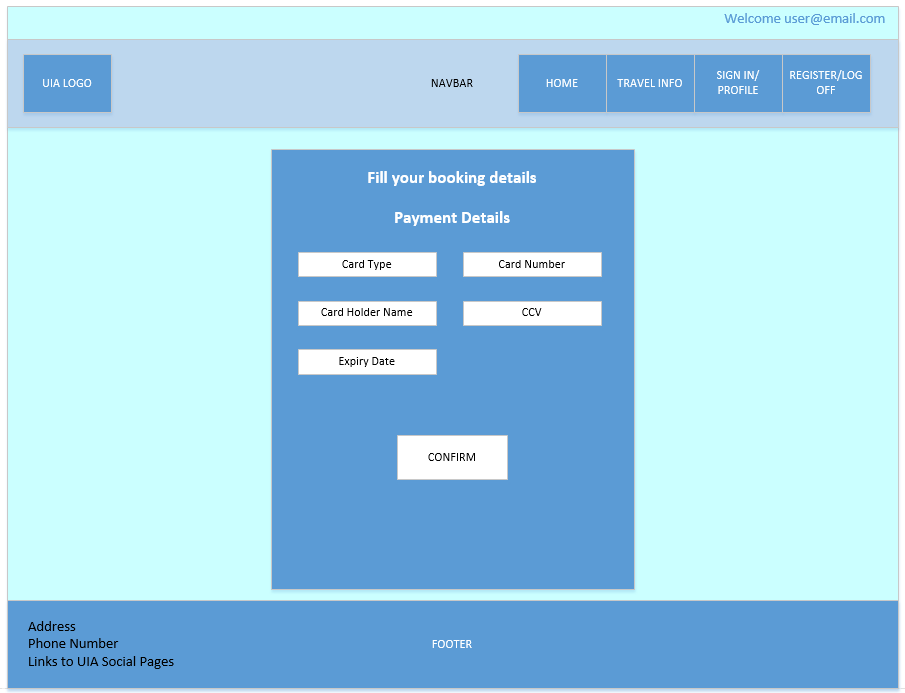 Welcome user@email.com
UIA LOGO
NAVBAR
HOME
TRAVEL INFO
SIGN IN/
PROFILE
REGISTER/LOG
OFF
Fill your booking details
Payment Details
Card Type
Card Number
Card Holder Name
CCV
Expiry Date
CONFIRM
Address
Phone Number
Links to UIA Social Pages
FOOTER